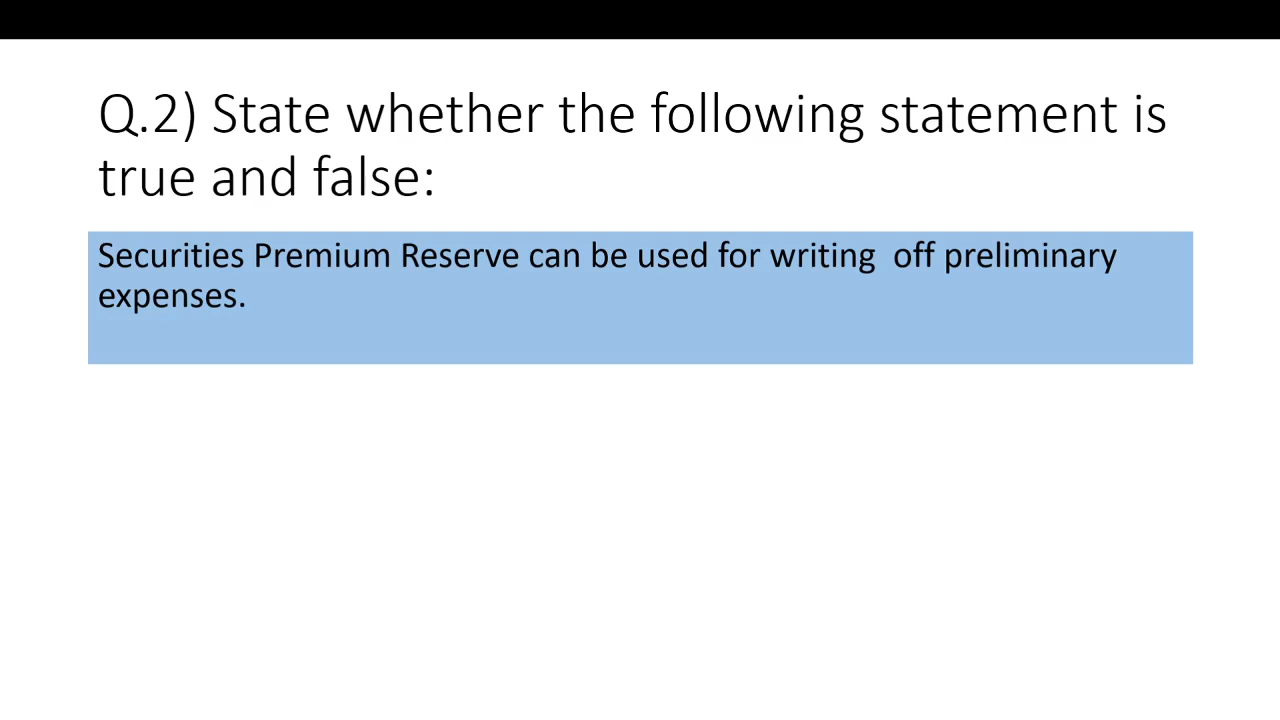 Q.2) State whether the following statement is
true and false:
Securities Premium Reserve can be used for writing  off preliminary
expenses.